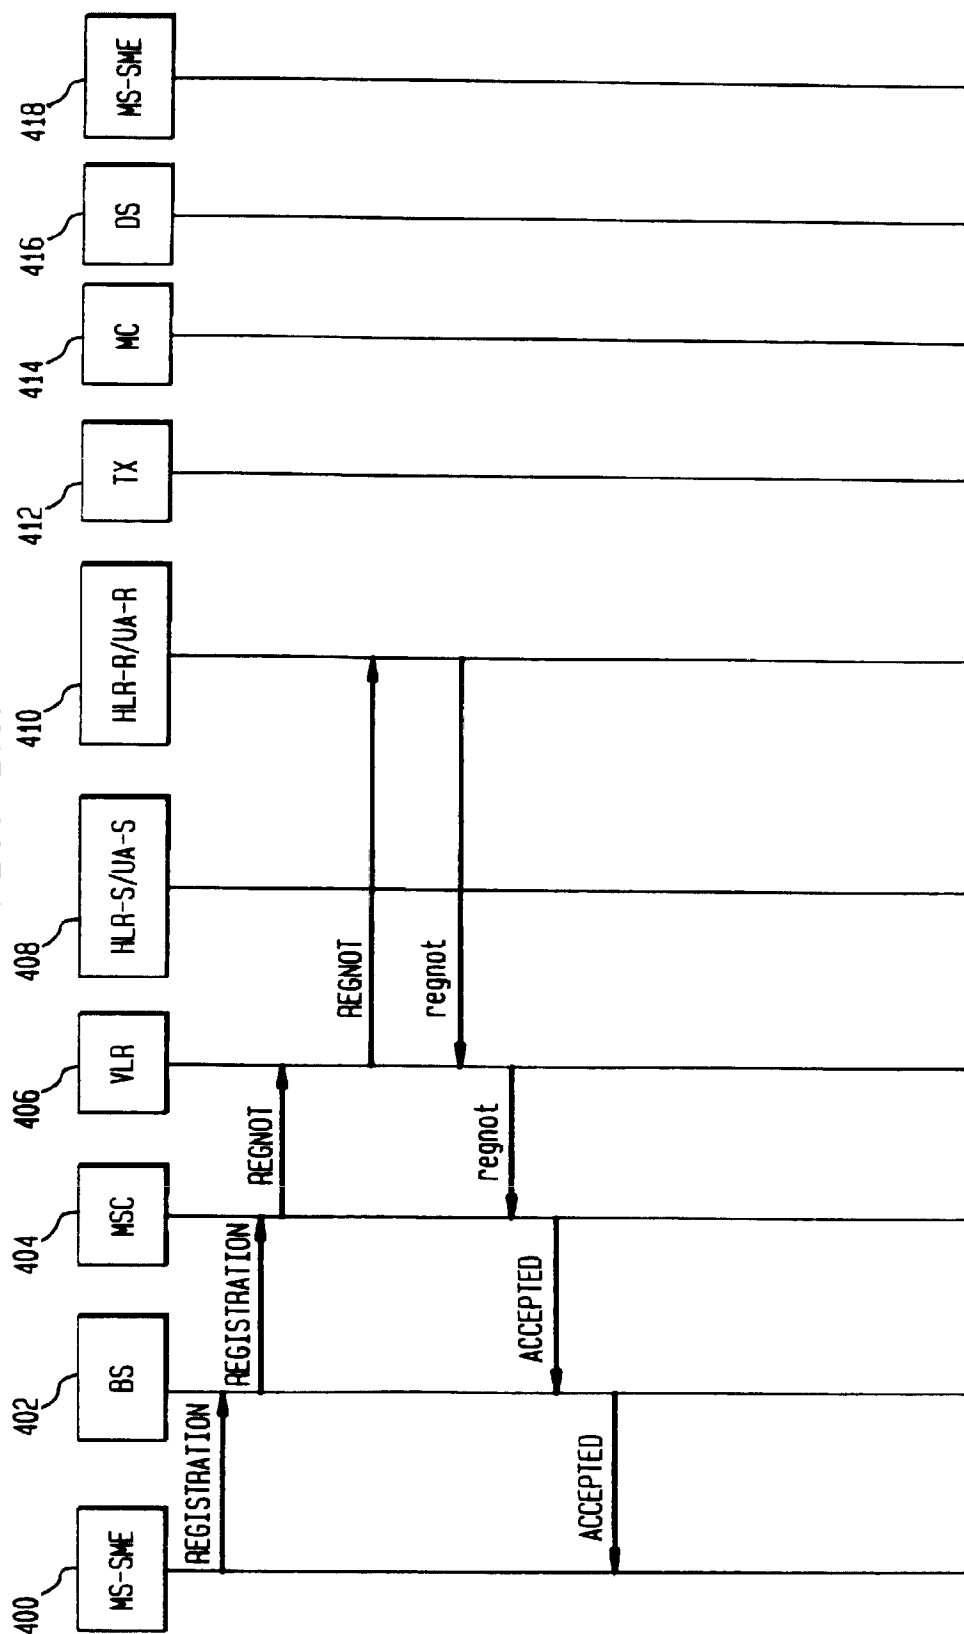 400
402
404
406
408
410
412
414
416
418
MS-SME
BS
MSC
VLR
HLR-S/UA-S
HLR-R/UA-R
TX
MC
DS
MS-SME
REGISTRATION
REGISTRATION
REGNOT
REGNOT
regnot
regnot
ACCEPTED
ACCEPTED